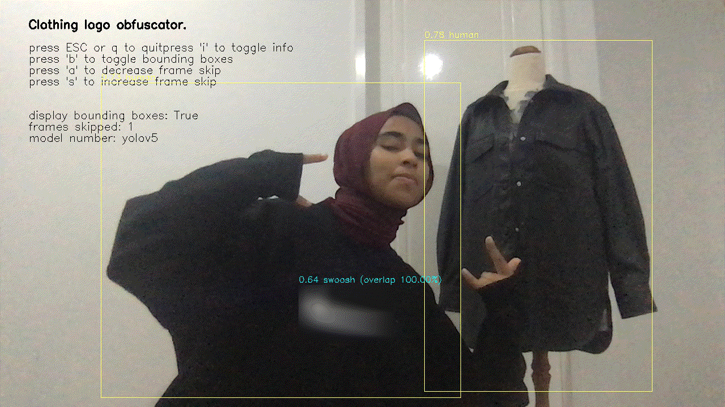 Clothing logo obfuscator.
press ESC or q to quitpress 'i' to toggle info
press 'b' to toggle bounding boxes
press 'a' to decrease frame skip
press 's' to increase frame skip
display bounding boxes: True
frames skipped: 1
model number: yolov5
0.78 human
0.64 swoosh (overlap 100.00%)